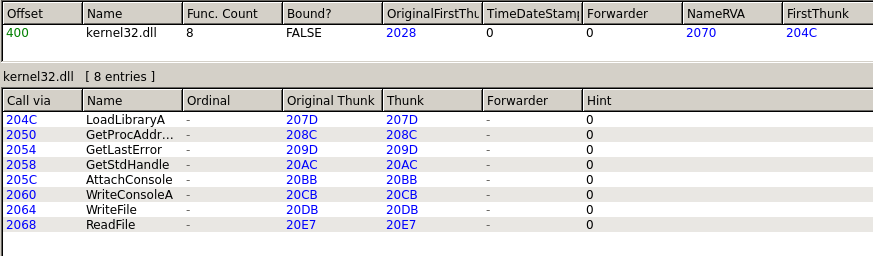 Offset Name Func. Count Bound? OriginalFirstThu TimeDateStamp Forwarder NameRVA FirstThunk
400 kernel32.dll 8 FALSE 2028 0 0 2070 204C
kernel32.dll [ 8 entries ]
Call via Name Ordinal Original Thunk Thunk Forwarder Hint
204C LoadLibraryA - 207D 207D - 0
2050 GetProcAddr... - 208C 208C - 0
2054 GetLastError - 209D 209D - 0
2058 GetStdHandle - 20AC 20AC - 0
205C AttachConsole - 20BB 20BB - 0
2060 WriteConsoleA - 20CB 20CB - 0
2064 WriteFile - 20DB 20DB - 0
2068 ReadFile - 20E7 20E7 - 0